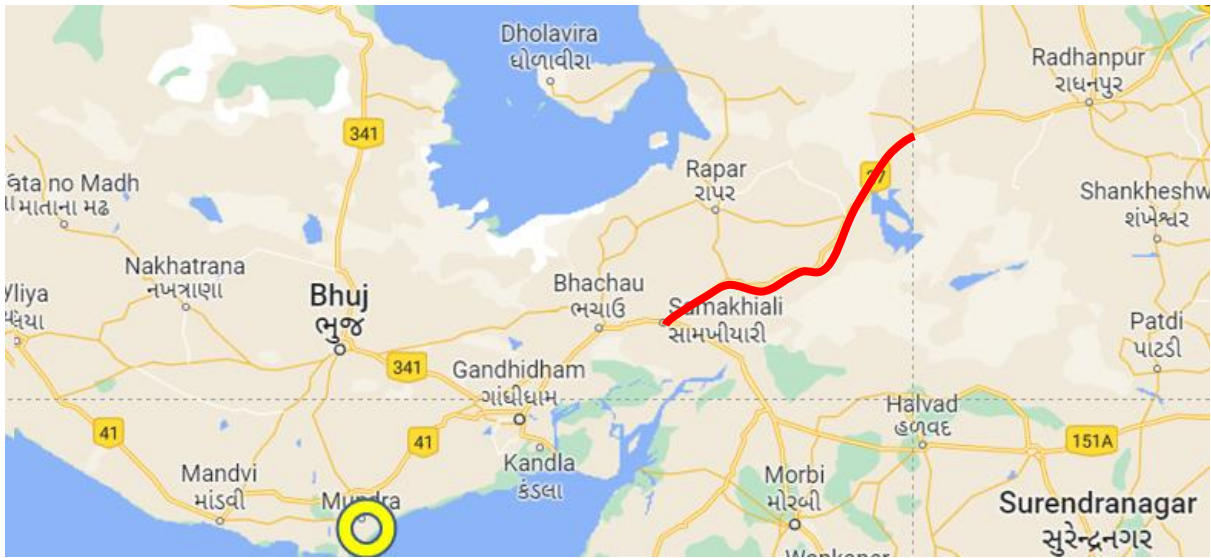 Dholavira
ધોળાવીરા
Radhanpur
રાધનપુર
341
Rapar
રાપર
ata no Madh
માતાના મઢ
Shankheshw
શંખેશ્વર
Nakhatrana
નખત્રાણા
Bhachau
ભચાઉ
Samakhiali
સામખીયારી
Bhuj
ભુજ
Patdi
પાટડી
341
Gandhidham
ગાંધીધામ
Halvad
હળવદ
41
41
151A
Kandla
કંડલા
Mandvi
માંડવી
Morbi
મોરબી
Mundra
Surendranagar
સુરેન્દ્રનગર